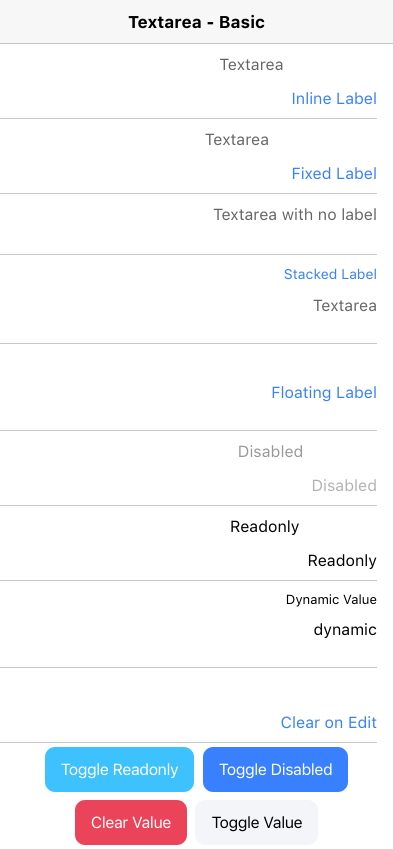 Textarea - Basic
Textarea
Inline Label
Textarea
Fixed Label
Textarea with no label
Stacked Label
Textarea
Floating Label
Disabled
Disabled
Readonly
Readonly
Dynamic Value
dynamic
Clear on Edit
Toggle Readonly Toggle Disabled
Clear Value Toggle Value